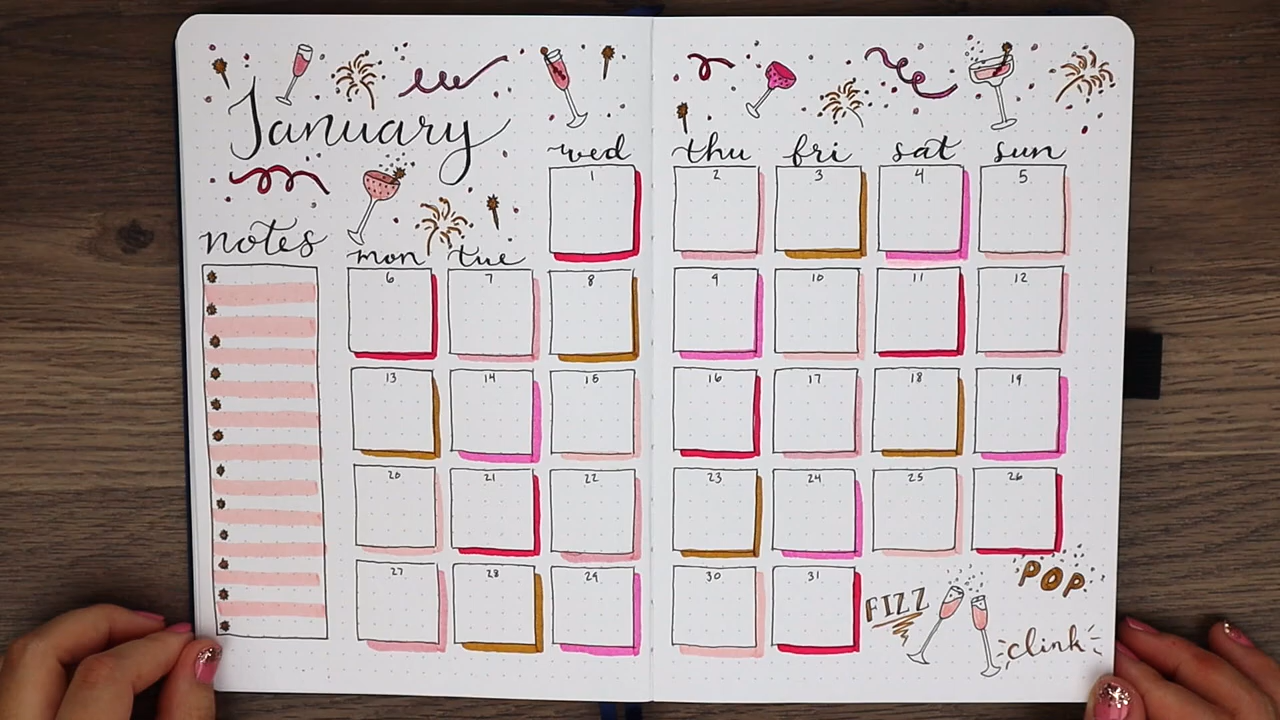 January
wed thu fri sat sun
1 2 3 4 5
notes
mon tue
6 7 8 9 10 11 12
13 14 15 16 17 18 19
20 21 22 23 24 25 26
27 28 29 30 31
POP
FIZZ
clink